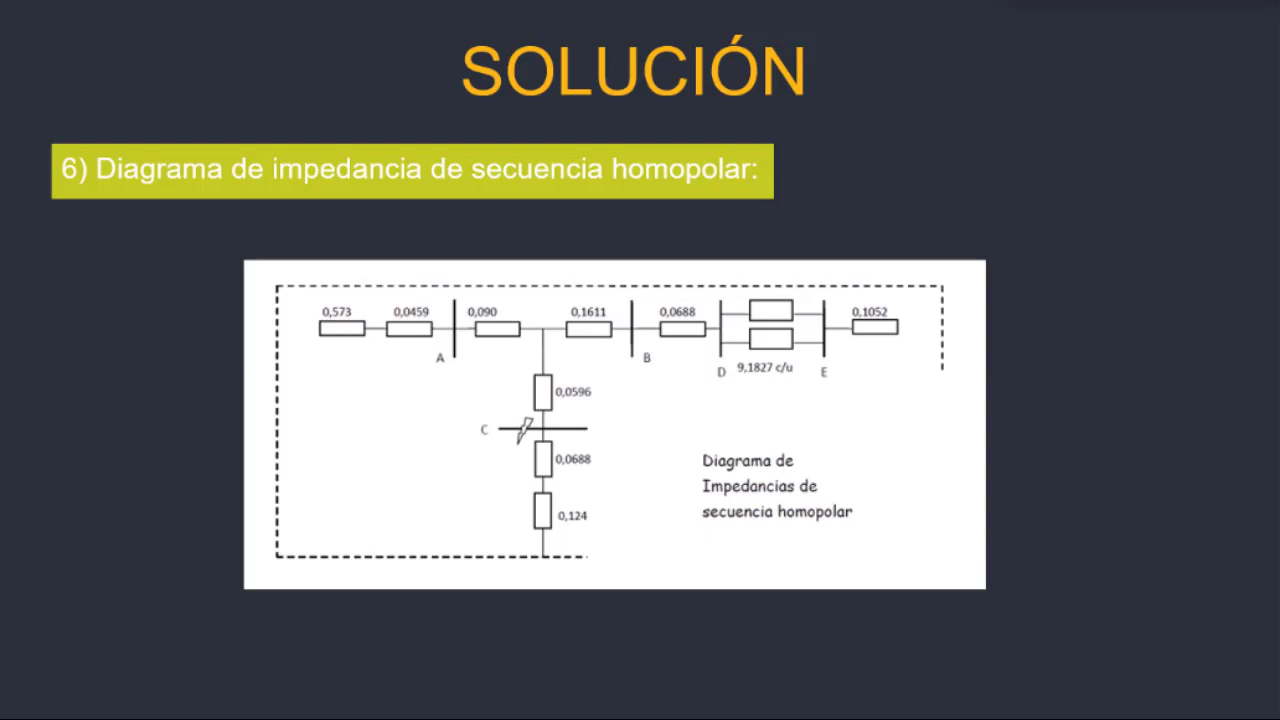 SOLUCIÓN
6) Diagrama de impedancia de secuencia homopolar:
0,573
0,0459
0,090
0,1611
0,0688
0,1052
A
B
D
9,1827 c/u
E
0,0596
C
0,0688
0,124
Diagrama de
Impedancias de
secuencia homopolar